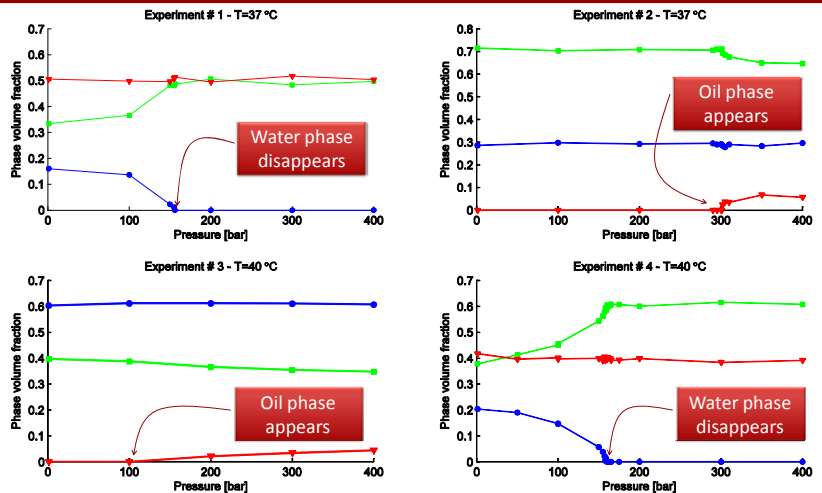 Experiment # 1 - T=37 ºC
Phase volume fraction
0.7
0.6
0.5
0.4
0.3
0.2
0.1
0
0 100 200 300 400
Pressure [bar]
Water phase
disappears
Experiment # 2 - T=37 ºC
Phase volume fraction
0.8
0.7
0.6
0.5
0.4
0.3
0.2
0.1
0
0 100 200 300 400
Pressure [bar]
Oil phase
appears
Experiment # 3 - T=40 ºC
Phase volume fraction
0.7
0.6
0.5
0.4
0.3
0.2
0.1
0
0 100 200 300 400
Pressure [bar]
Oil phase
appears
Experiment # 4 - T=40 ºC
Phase volume fraction
0.7
0.6
0.5
0.4
0.3
0.2
0.1
0
0 100 200 300 400
Pressure [bar]
Water phase
disappears